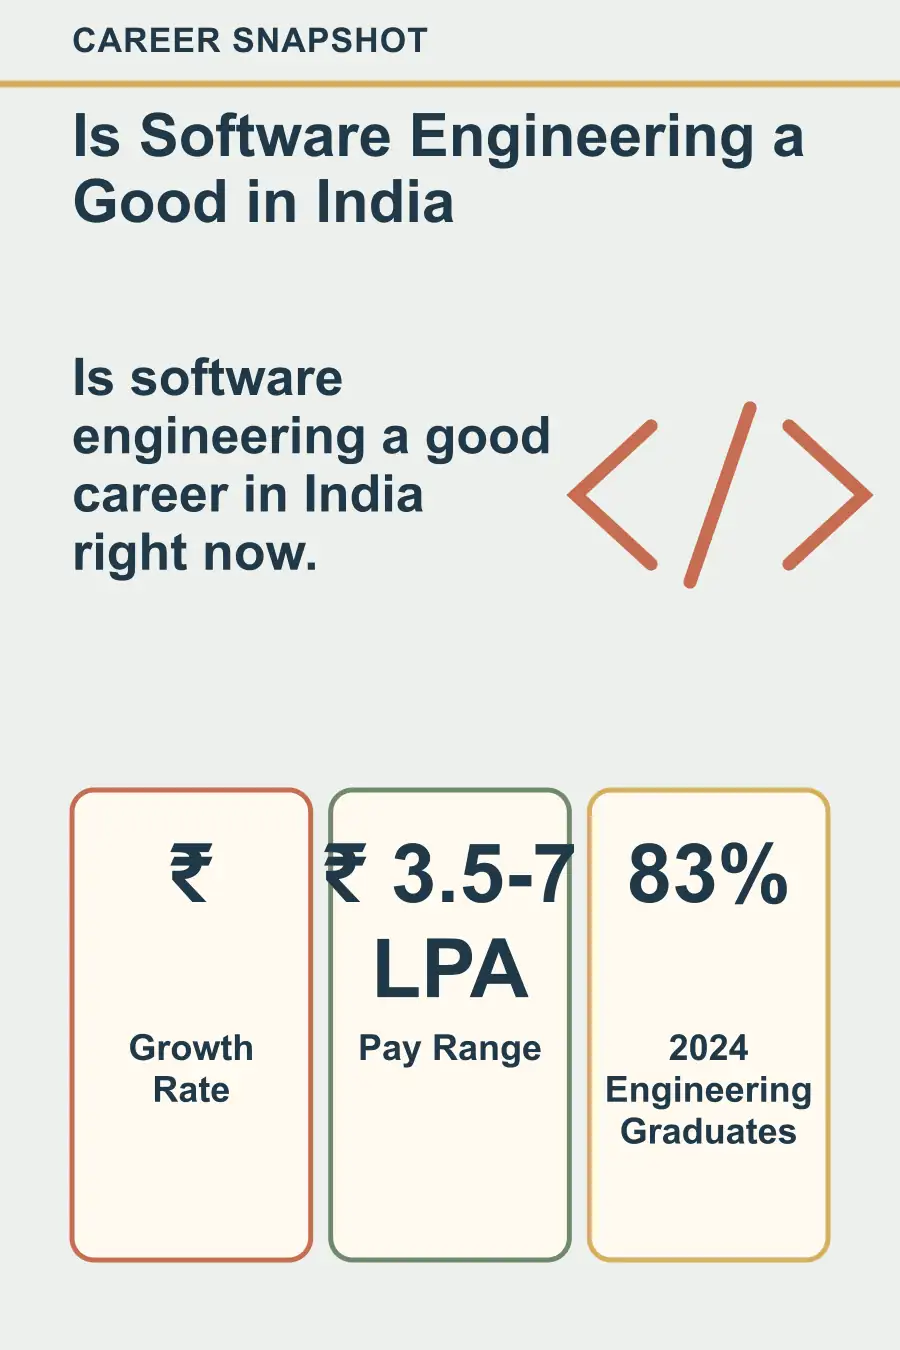 CAREER SNAPSHOT
Is Software Engineering a
Good in India
Is software
engineering a good
career in India
right now.
₹
Growth
Rate
₹ 3.5-7
LPA
Pay Range
83%
2024
Engineering
Graduates